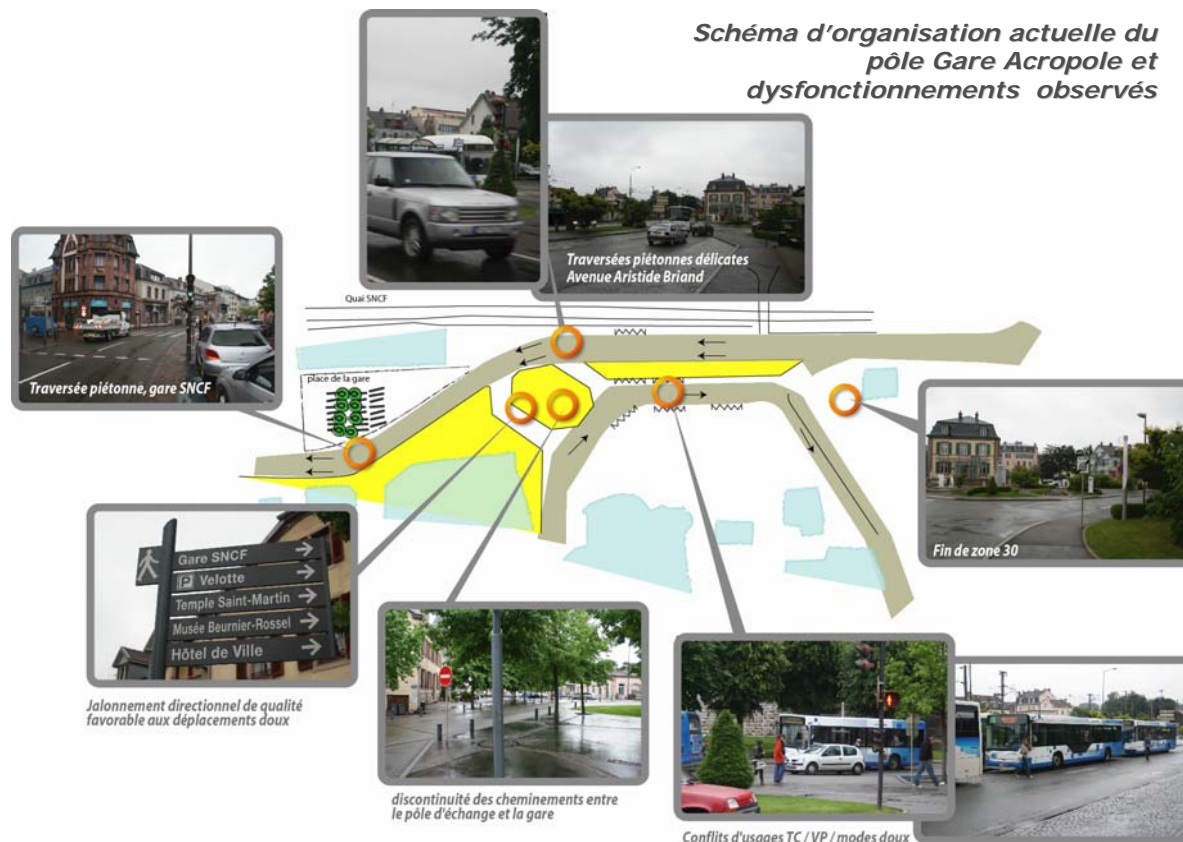 Schéma d'organisation actuelle du
pôle Gare Acropole et
dysfonctionnements observés
Traversées piétonnes délicates
Avenue Aristide Briand
Traversée piétonne, gare SNCF
Quai SNCF
place de la gare
Fin de zone 30
Gare SNCF
P Velotte
Temple Saint-Martin
Musée Beurnier-Rossel
Hôtel de Ville
Jalonnement directionnel de qualité
favorable aux déplacements doux
discontinuité des cheminements entre
le pôle d'échange et la gare
Conflits d'usages TC / VP / modes doux